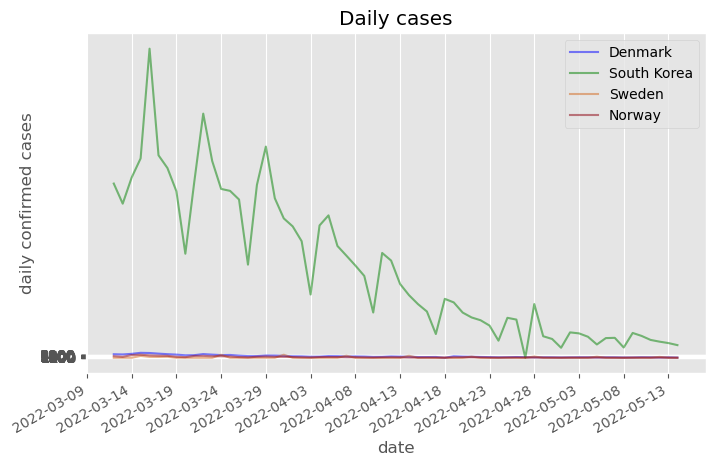 Daily cases
Denmark
South Korea
Sweden
Norway
daily confirmed cases
2022-03-09
2022-03-14
2022-03-19
2022-03-24
2022-03-29
2022-04-03
2022-04-08
2022-04-13
2022-04-18
2022-04-23
2022-04-28
2022-05-03
2022-05-08
2022-05-13
date